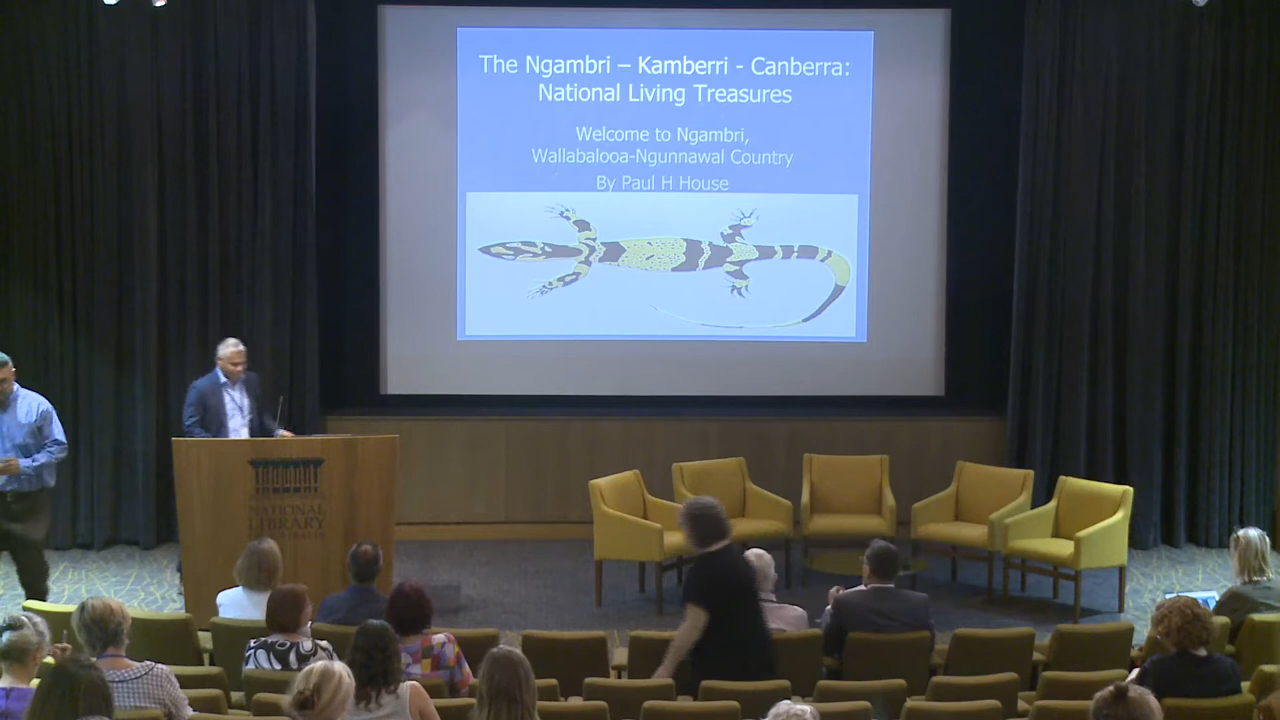 The Ngambri – Kamberri - Canberra:
National Living Treasures
Welcome to Ngambri,
Wallabalooa-Ngunnawal Country
By Paul H House
NATIONAL
LIBRARY